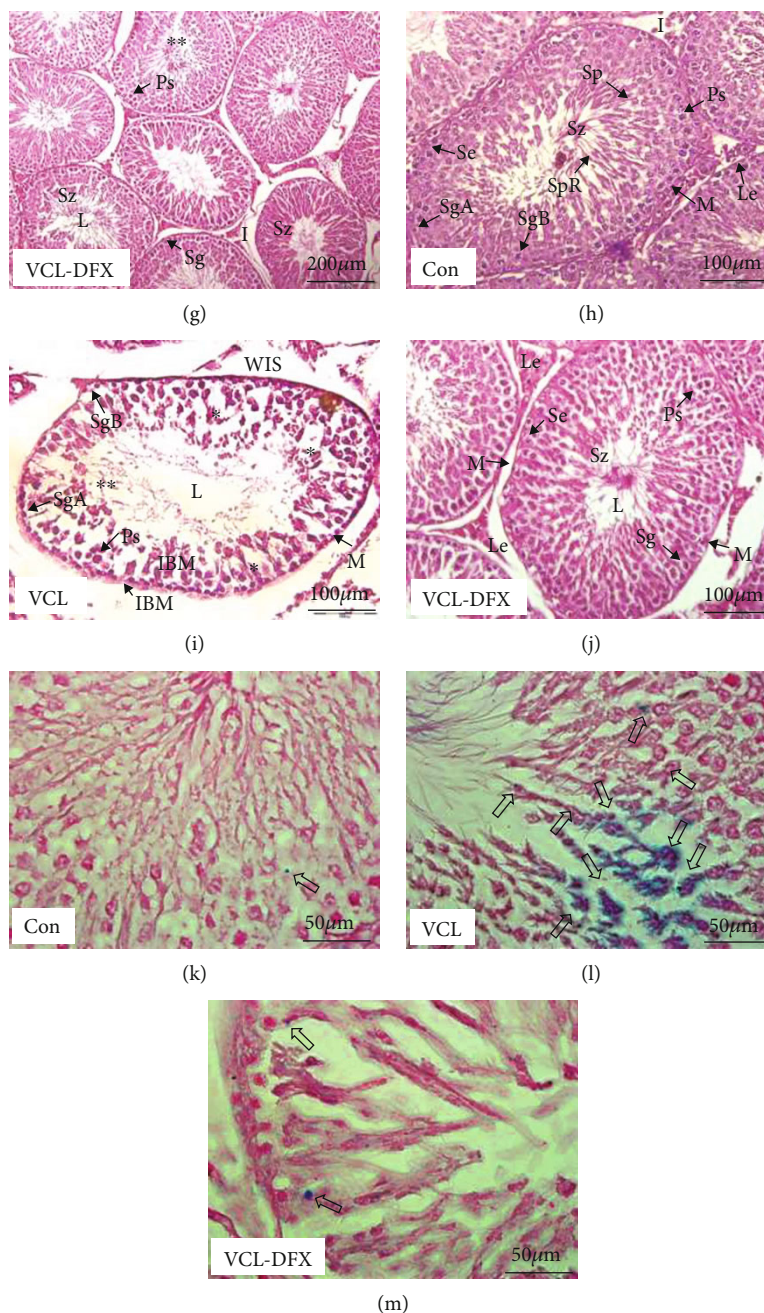 **
Ps
Sz
L
Sg
I
Sz
VCL-DFX
200μm
(g)
I
Sp
Ps
Sz
Se
SpR
Le
M
SgA
SgB
Con
100μm
(h)
WIS
SgB
*
*
L
**
SgA
Ps
IBM
M
*
IBM
VCL
100μm
(i)
Le
Ps
Se
M
Sz
L
Le
Sg
M
VCL-DFX
100μm
(j)
Con
50μm
(k)
VCL
50μm
(l)
VCL-DFX
50μm
(m)